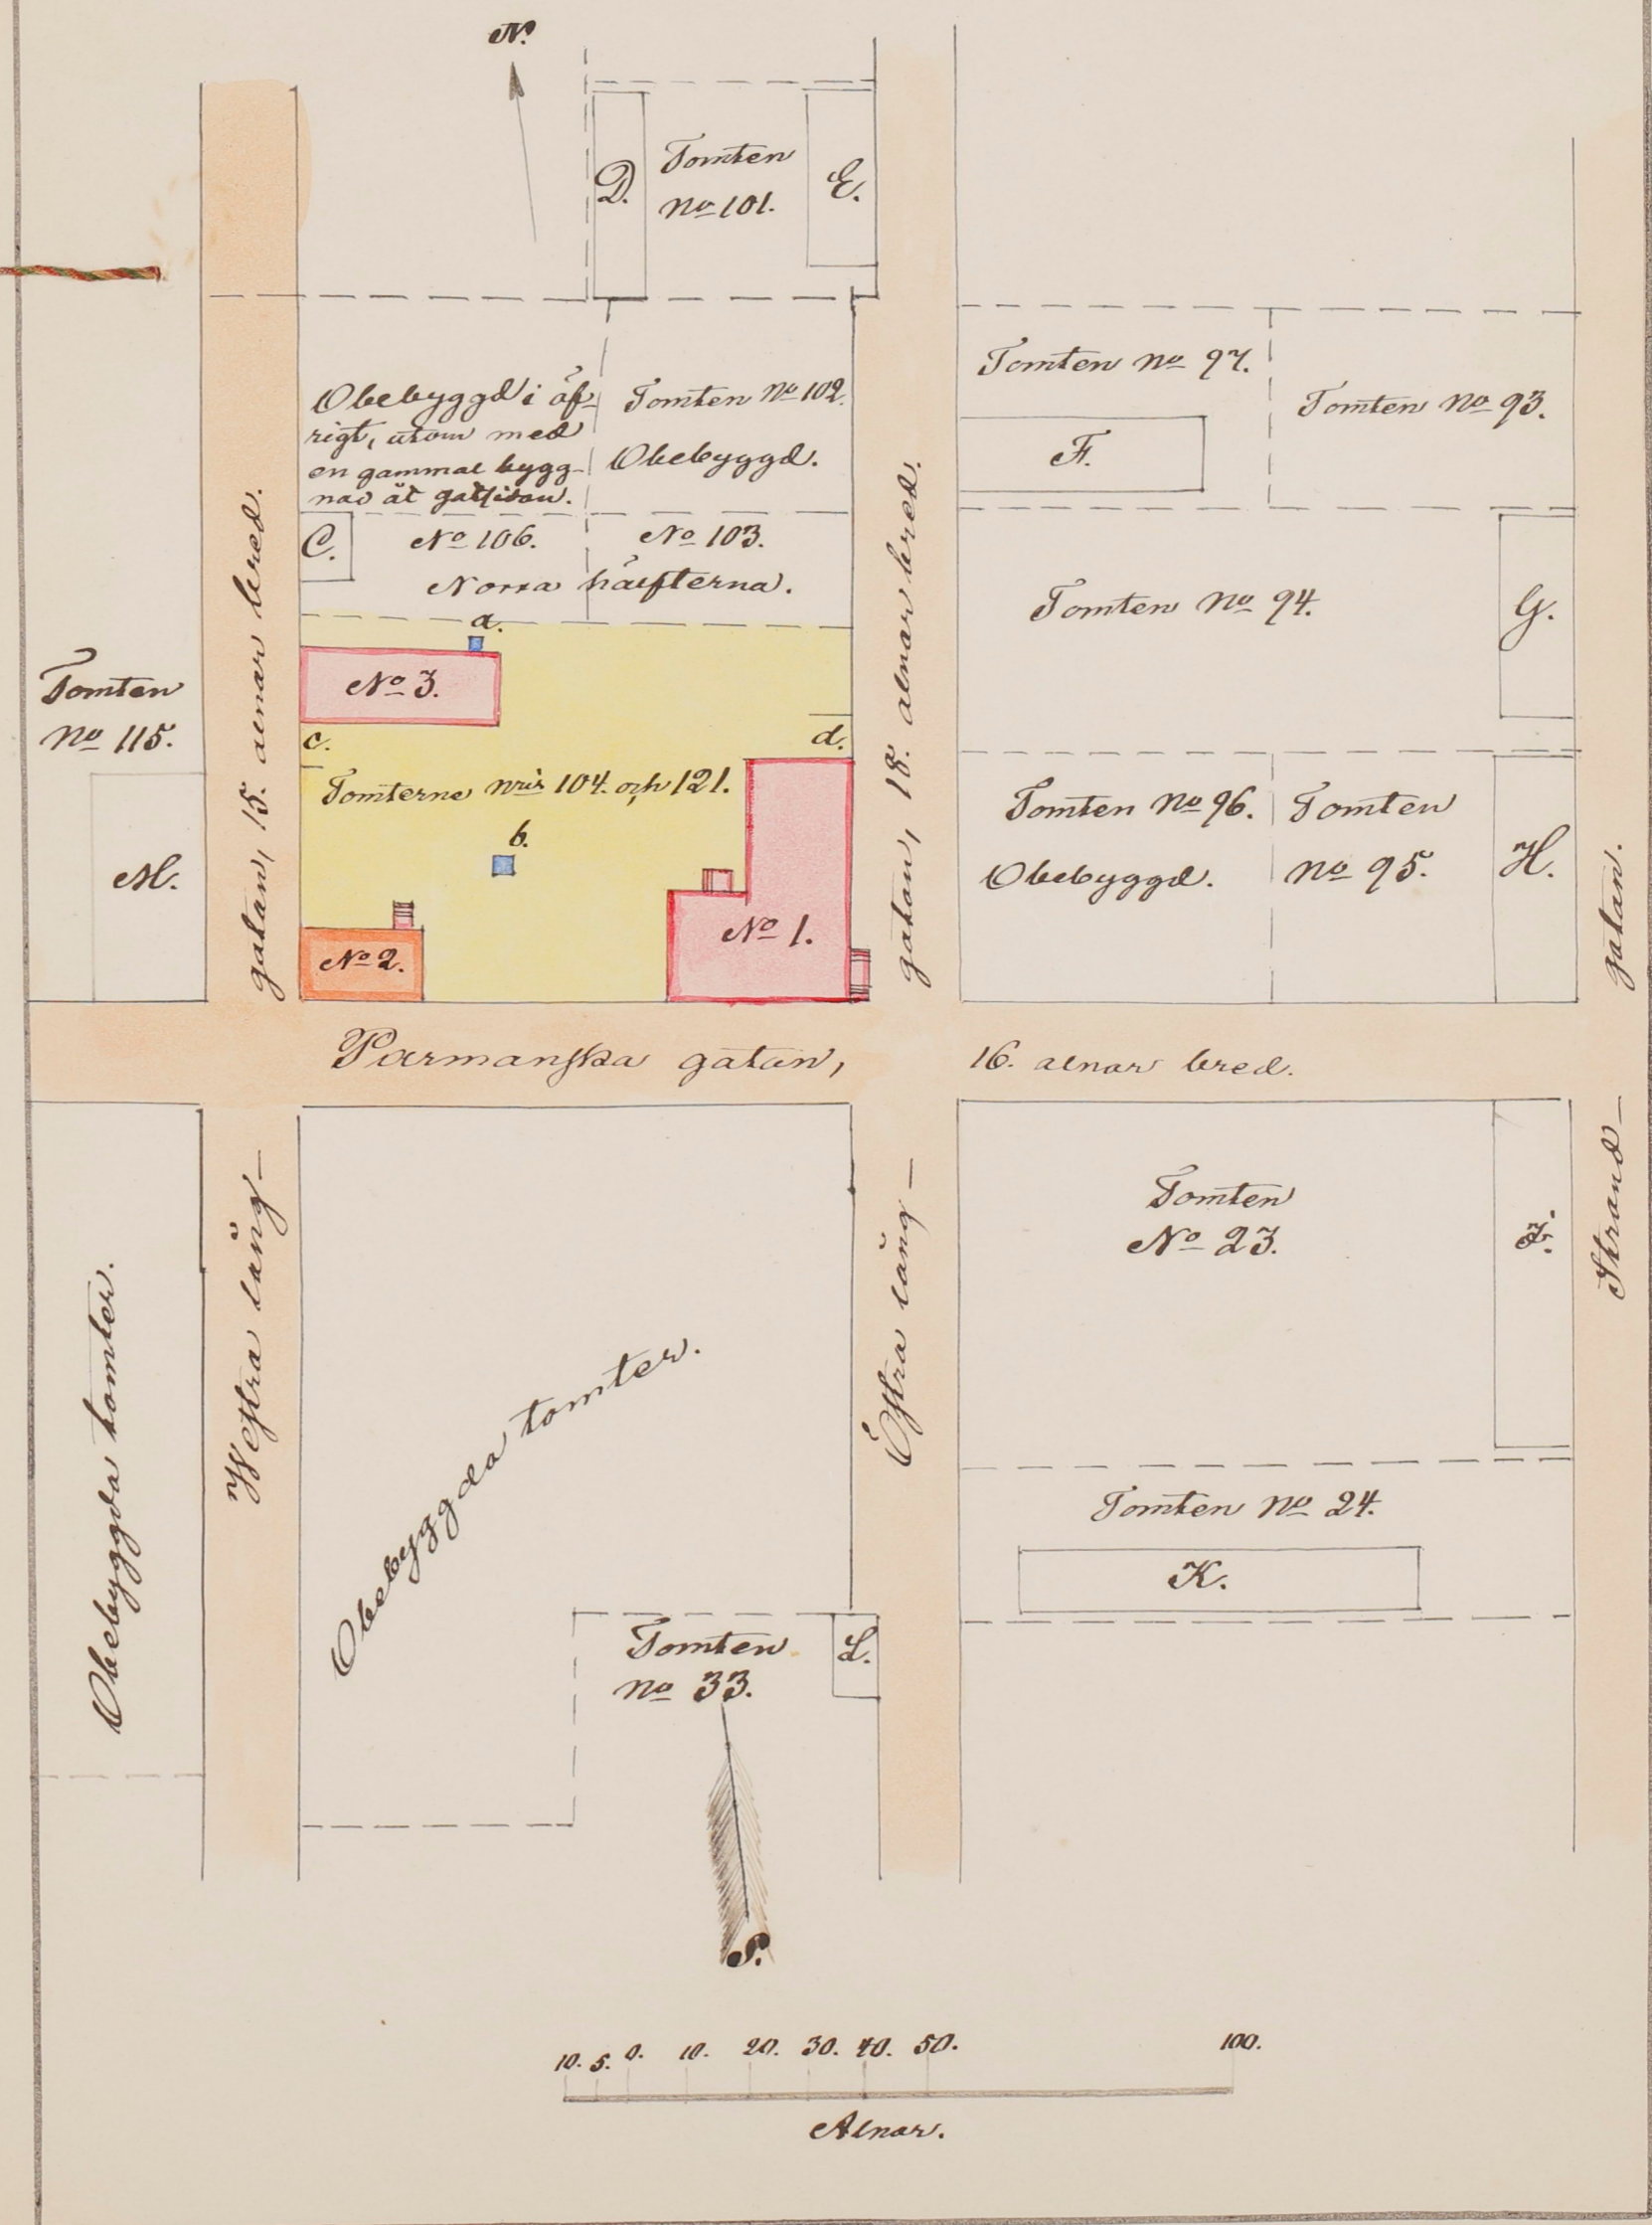 N.
D.
Tomten
No 101.
E.
Obebyggd i öf-
rigt, utom med
en gammal bygg-
nad åt gatsidan.
Tomten No 102.
Obebyggd.
C.
No 106.
No 103.
Norra hälfterna.
Tomten No 97.
F.
Tomten No 93.
Tomten No 94.
G.
a.
No 3.
c.
d.
Tomterne nris 104. och 121.
b.
No 2.
No 1.
Tomten
No 115.
M.
Tomten No 96.
Obebyggd.
Tomten
No 95.
H.
Westra lång-
gatan, 15. alnar bred.
Östra lång-
gatan, 18. alnar bred.
Strand-
gatan.
Parmanska gatan,
16. alnar bred.
Obebyggda tomter.
Obebyggda tomter.
Tomten
No 23.
I.
Tomten No 24.
K.
Tomten
No 33.
L.
S.
10. 5. 0. 10. 20. 30. 40. 50. 100.
Alnar.